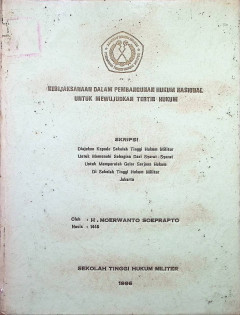 KEBIJAKSANAAN DALAM PEMBANGUNAN HUKUM NASIONAL
UNTUK MEWUJUDKAN TERTIB HUKUM
SKRIPSI
Diajukan Kepada Sekolah Tinggi Hukum Militer
Untuk Memenuhi Sebagian Dari Syarat-Syarat
Untuk Memperoleh Gelar Sarjana Hukum
Di Sekolah Tinggi Hukum Militer
Jakarta
Oleh : H. MOERWANTO SOEPRAPTO
SEKOLAH TINGGI HUKUM MILITER
1986